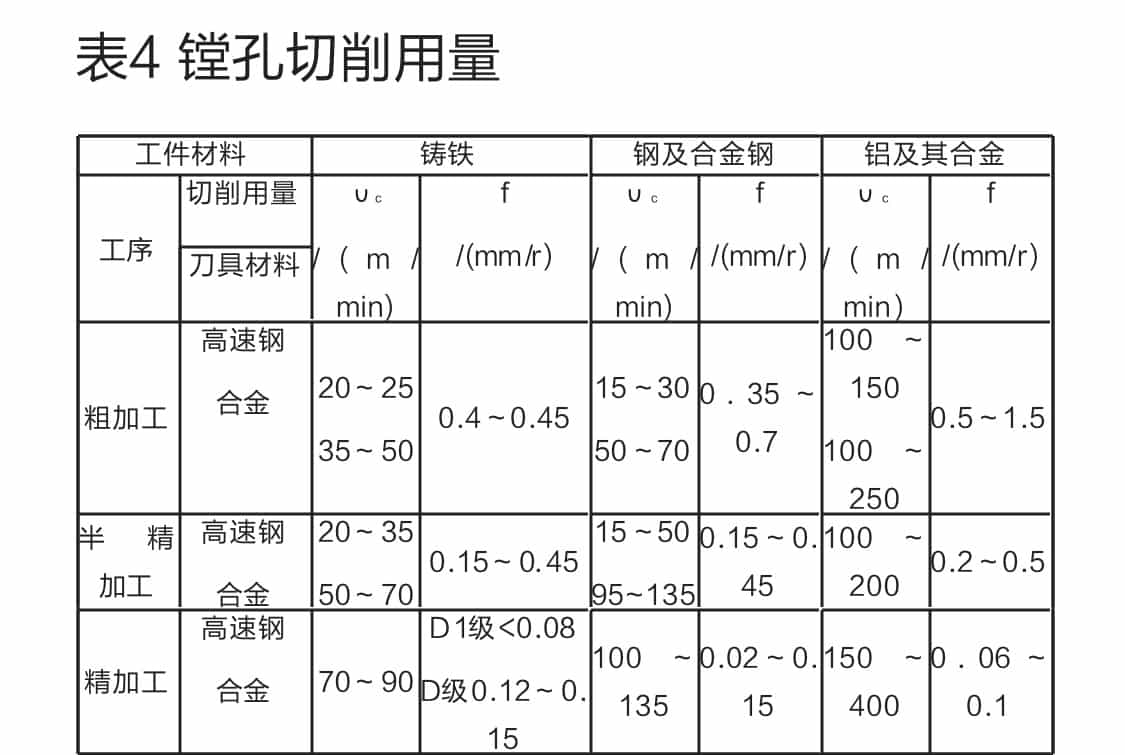 表4 镗孔切削用量
工件材料 铸铁 钢及合金钢 铝及其合金
工序 切削用量 刀具材料 υc /(m/min) f /(mm/r) υc /(m/min) f /(mm/r) υc /(m/min) f /(mm/r)
粗加工
高速钢
合金
20~25
35~50
0.4~0.45
15~30
50~70
0.35~
0.7
100~
150
100~
250
0.5~1.5
半精
加工
高速钢
合金
20~35
50~70
0.15~0.45
15~50
95~135
0.15~0.
45
100~
200
0.2~0.5
精加工
高速钢
合金
70~90
D1级<0.08
D级0.12~0.
15
100~
135
0.02~0.
15
150~
400
0.06~
0.1